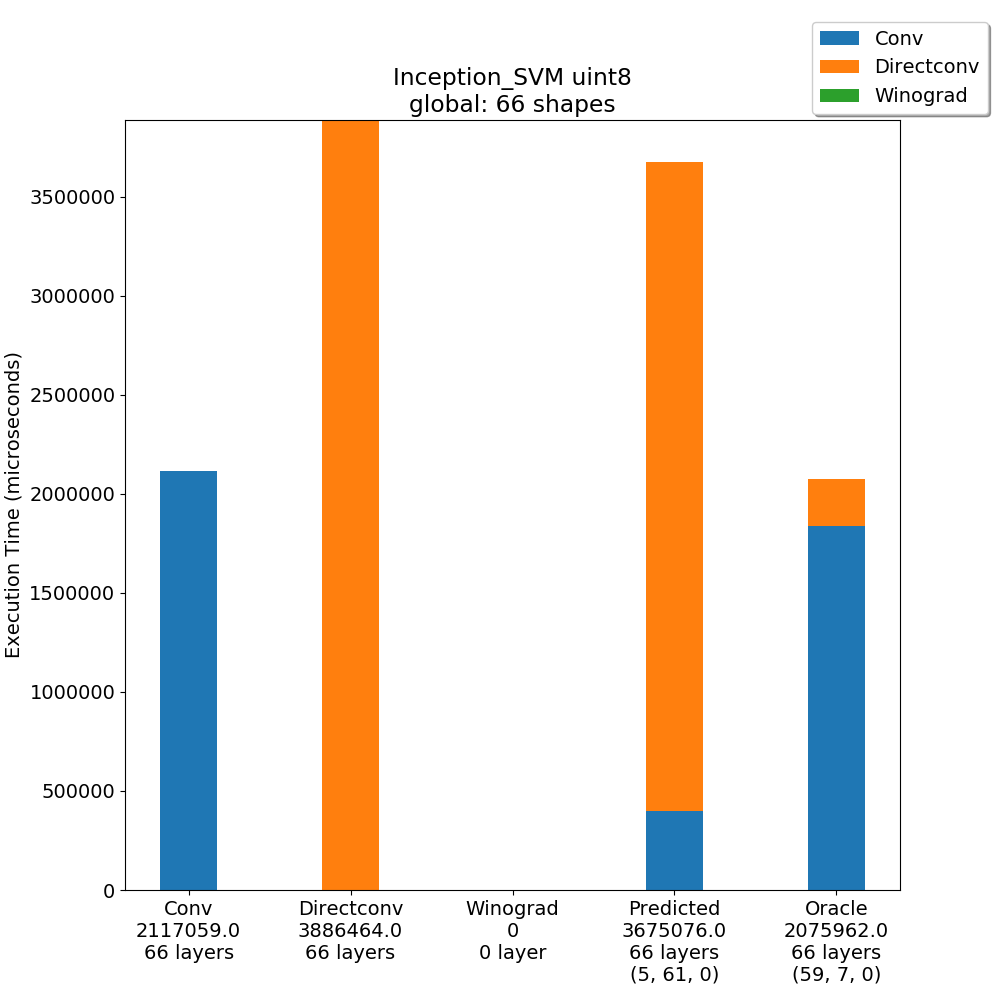 Conv
Directconv
Winograd
Inception_SVM uint8
global: 66 shapes
Execution Time (microseconds)
3500000
3000000
2500000
2000000
1500000
1000000
500000
0
Conv
2117059.0
66 layers
Directconv
3886464.0
66 layers
Winograd
0
0 layer
Predicted
3675076.0
66 layers
(5, 61, 0)
Oracle
2075962.0
66 layers
(59, 7, 0)